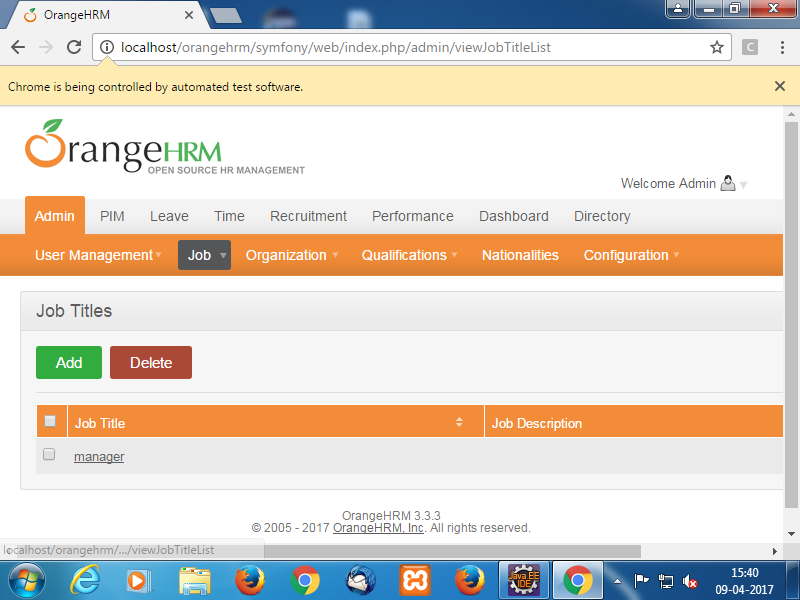 OrangeHRM
localhost/orangehrm/symfony/web/index.php/admin/viewJobTitleList
C
Chrome is being controlled by automated test software.
OrangeHRM
OPEN SOURCE HR MANAGEMENT
Welcome Admin
Admin PIM Leave Time Recruitment Performance Dashboard Directory
User Management Job Organization Qualifications Nationalities Configuration
Job Titles
Add Delete
Job Title Job Description
manager
OrangeHRM 3.3.3
© 2005 - 2017 OrangeHRM, Inc. All rights reserved.
localhost/orangehrm/.../viewJobTitleList
Java EE
IDE
15:40
09-04-2017